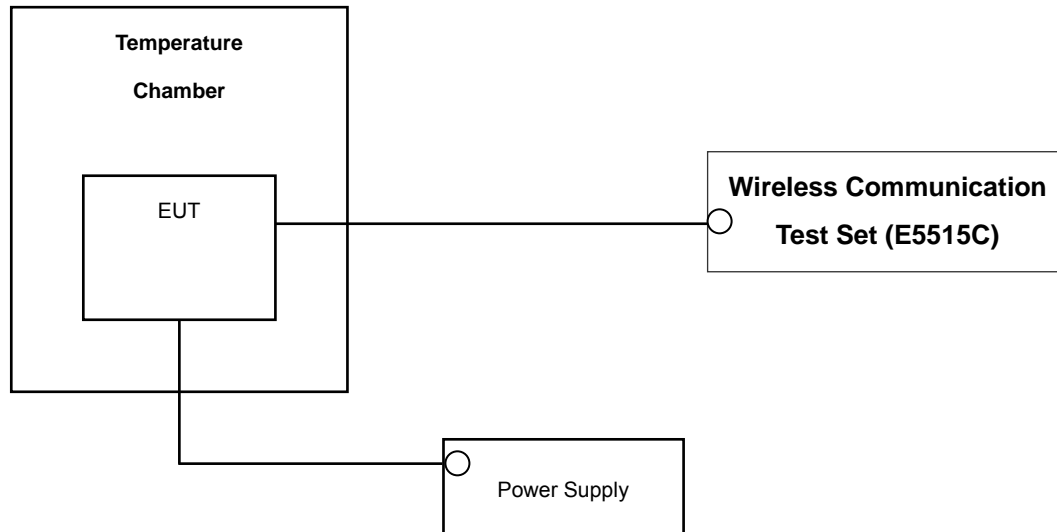 Temperature
Chamber
EUT
Wireless Communication
Test Set (E5515C)
Power Supply